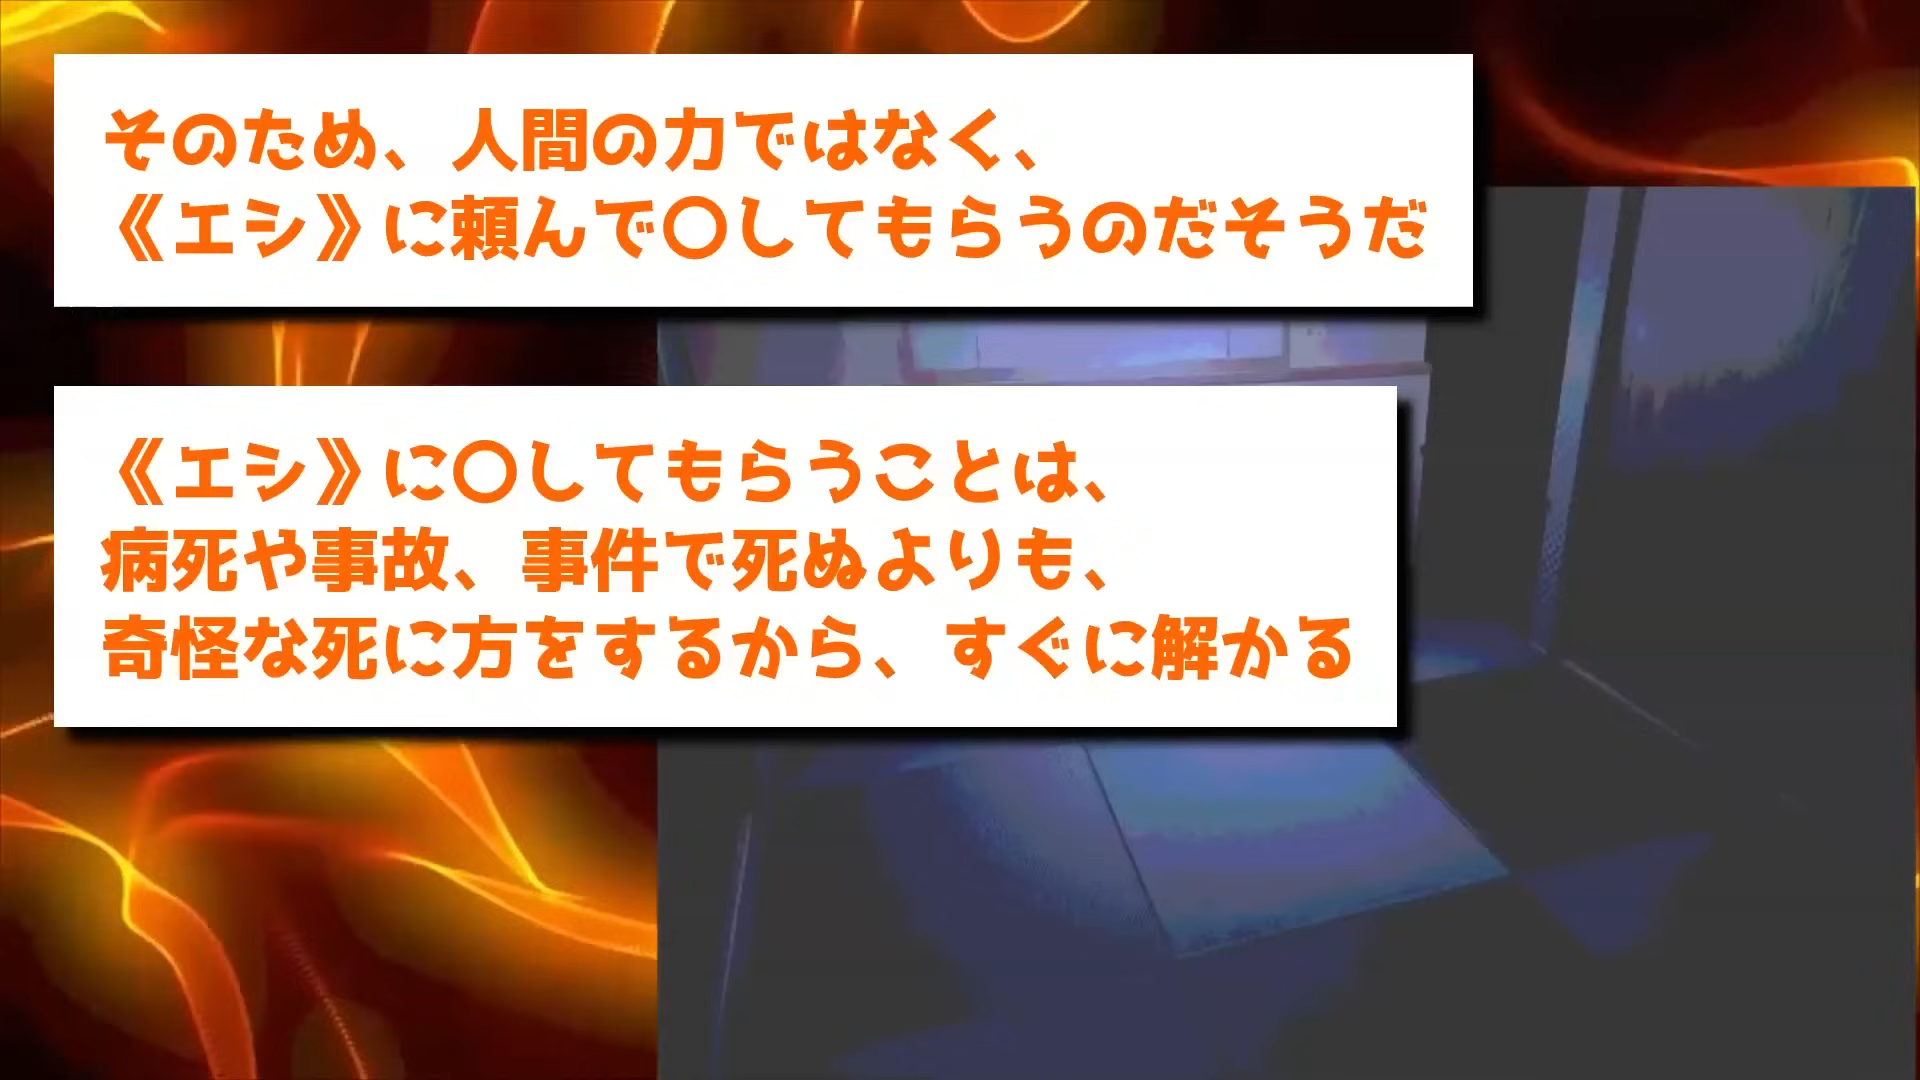 そのため、人間の力ではなく、
《エシ》に頼んで〇してもらうのだそうだ
《エシ》に〇してもらうことは、
病死や事故、事件で死ぬよりも、
奇怪な死に方をするから、すぐに解かる